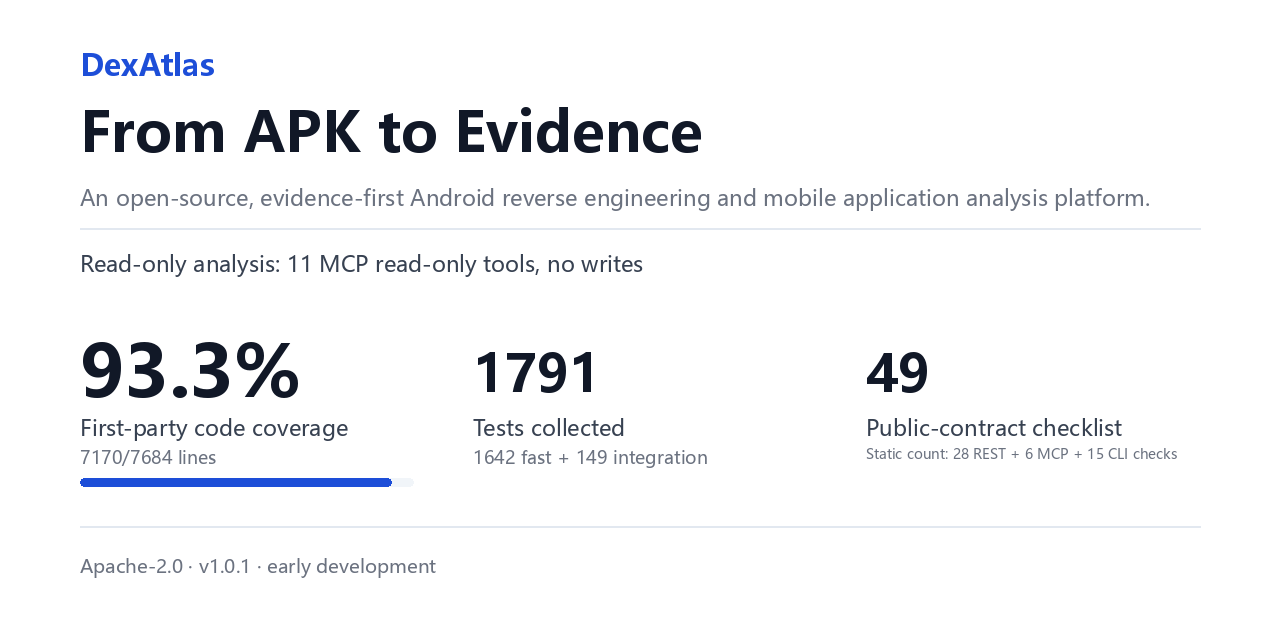 DexAtlas
From APK to Evidence
An open-source, evidence-first Android reverse engineering and mobile application analysis platform.
Read-only analysis: 11 MCP read-only tools, no writes
93.3%
First-party code coverage
7170/7684 lines
1791
Tests collected
1642 fast + 149 integration
49
Public-contract checklist
Static count: 28 REST + 6 MCP + 15 CLI checks
Apache-2.0 · v1.0.1 · early development